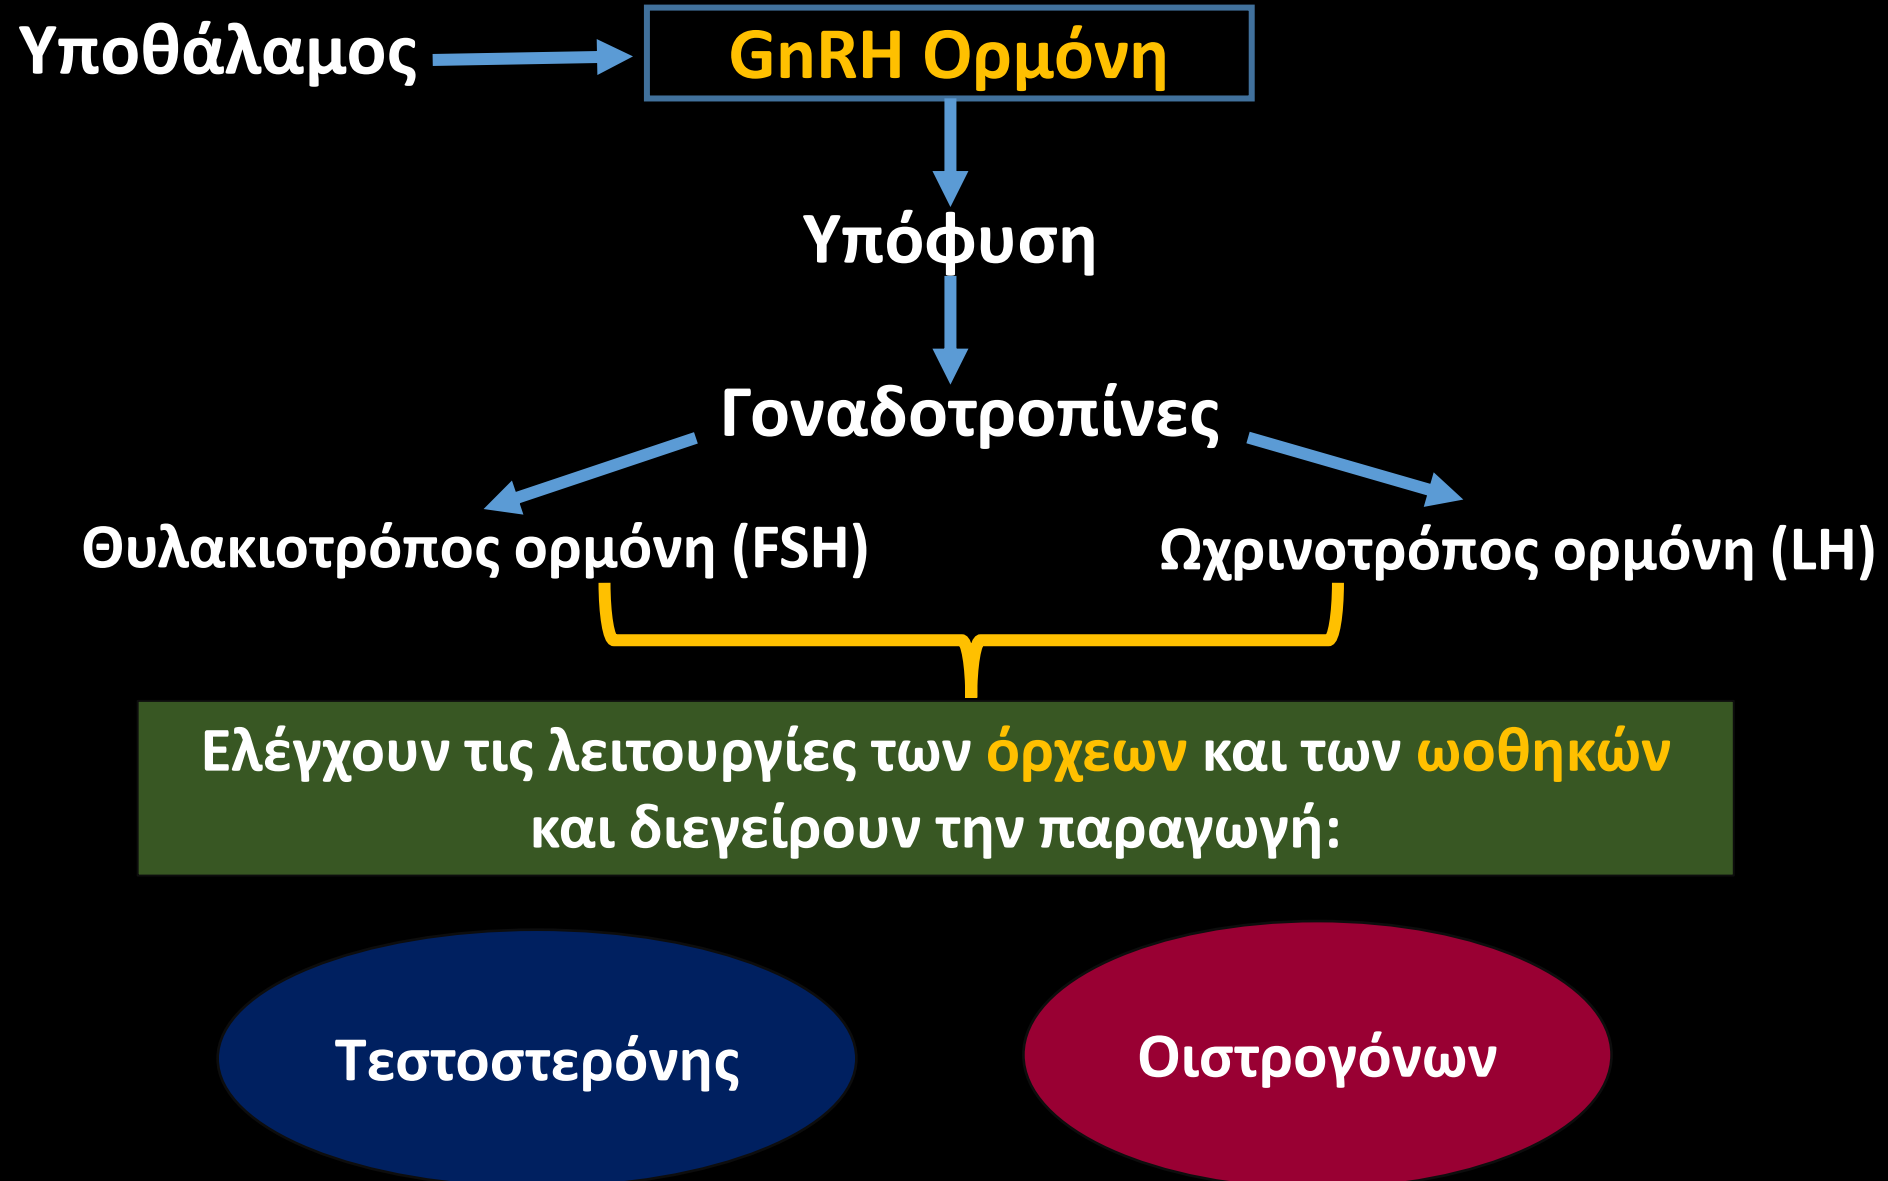 Υποθάλαμος
GnRH Ορμόνη
Υπόφυση
Γοναδοτροπίνες
Θυλακιοτρόπος ορμόνη (FSH)
Ωχρινοτρόπος ορμόνη (LH)
Ελέγχουν τις λειτουργίες των όρχεων και των ωοθηκών
και διεγείρουν την παραγωγή:
Τεστοστερόνης
Οιστρογόνων